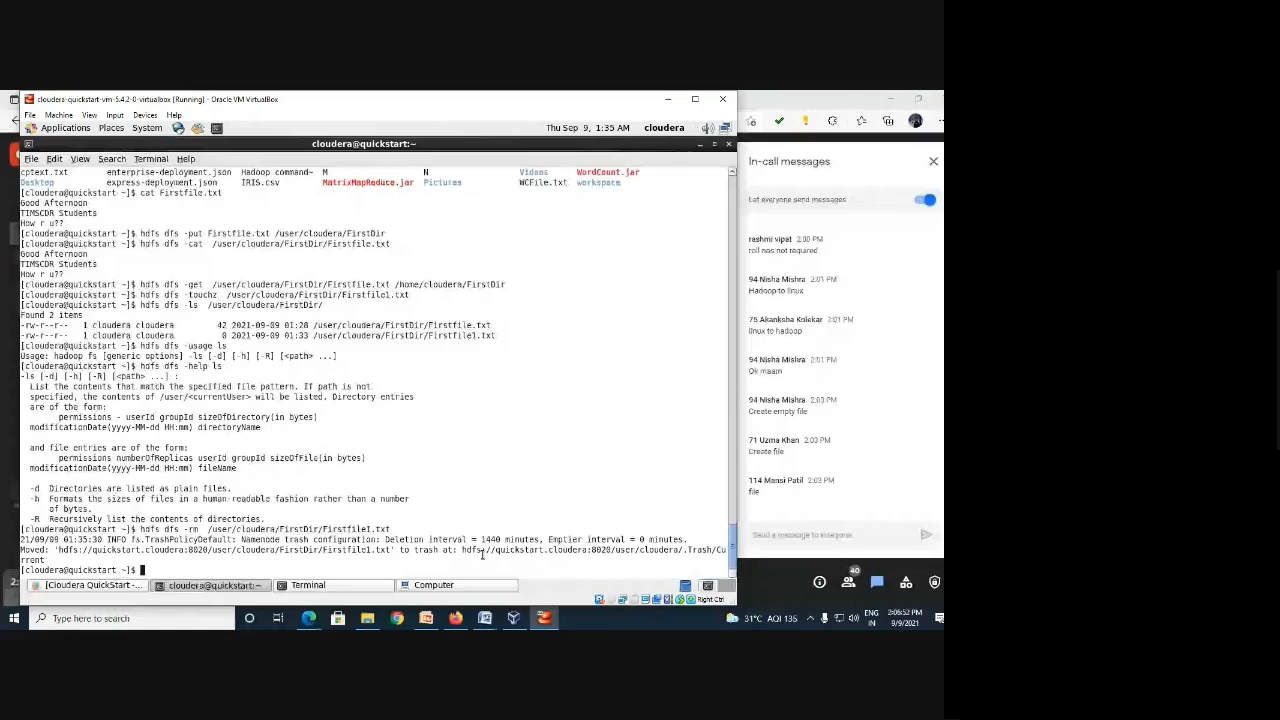 cloudera-quickstart-vm-5.4.2-0-virtualbox [Running] - Oracle VM VirtualBox
File Machine View Input Devices Help
Applications Places System
Thu Sep 9, 1:35 AM cloudera
cloudera@quickstart:~
File Edit View Search Terminal Help
cptext.txt enterprise-deployment.json Hadoop command~ M N Videos WordCount.jar
Desktop express-deployment.json IRIS.csv MatrixMapReduce.jar Pictures WCFile.txt workspace
[cloudera@quickstart ~]$ cat Firstfile.txt
Good Afternoon
TIMSCDR Students
How r u??
[cloudera@quickstart ~]$ hdfs dfs -put Firstfile.txt /user/cloudera/FirstDir
[cloudera@quickstart ~]$ hdfs dfs -cat /user/cloudera/FirstDir/Firstfile.txt
Good Afternoon
TIMSCDR Students
How r u??
[cloudera@quickstart ~]$ hdfs dfs -get /user/cloudera/FirstDir/Firstfile.txt /home/cloudera/FirstDir
[cloudera@quickstart ~]$ hdfs dfs -touchz /user/cloudera/FirstDir/Firstfile1.txt
[cloudera@quickstart ~]$ hdfs dfs -ls /user/cloudera/FirstDir/
Found 2 items
-rw-r--r-- 1 cloudera cloudera 42 2021-09-09 01:28 /user/cloudera/FirstDir/Firstfile.txt
-rw-r--r-- 1 cloudera cloudera 0 2021-09-09 01:33 /user/cloudera/FirstDir/Firstfile1.txt
[cloudera@quickstart ~]$ hdfs dfs -usage ls
Usage: hadoop fs [generic options] -ls [-d] [-h] [-R] [<path> ...]
[cloudera@quickstart ~]$ hdfs dfs -help ls
-ls [-d] [-h] [-R] [<path> ...] :
List the contents that match the specified file pattern. If path is not
specified, the contents of /user/<currentUser> will be listed. Directory entries
are of the form:
permissions - userId groupId sizeOfDirectory(in bytes)
modificationDate(yyyy-MM-dd HH:mm) directoryName
and file entries are of the form:
permissions numberOfReplicas userId groupId sizeOfFile(in bytes)
modificationDate(yyyy-MM-dd HH:mm) fileName
-d Directories are listed as plain files.
-h Formats the sizes of files in a human-readable fashion rather than a number
of bytes.
-R Recursively list the contents of directories.
[cloudera@quickstart ~]$ hdfs dfs -rm /user/cloudera/FirstDir/Firstfile1.txt
21/09/09 01:35:30 INFO fs.TrashPolicyDefault: Namenode trash configuration: Deletion interval = 1440 minutes, Emptier interval = 0 minutes.
Moved: 'hdfs://quickstart.cloudera:8020/user/cloudera/FirstDir/Firstfile1.txt' to trash at: hdfs://quickstart.cloudera:8020/user/cloudera/.Trash/Cu
rrent
[cloudera@quickstart ~]$
[Cloudera QuickStart -... cloudera@quickstart:~ Terminal Computer
Right Ctrl
In-call messages
Let everyone send messages
rashmi vipat 2:00 PM
roll nos not required
94 Nisha Mishra 2:01 PM
Hadoop to linux
76 Akanksha Kolekar 2:01 PM
linux to hadoop
94 Nisha Mishra 2:01 PM
Ok maam
94 Nisha Mishra 2:03 PM
Create empty file
71 Uzma Khan 2:03 PM
Create file
114 Mansi Patil 2:03 PM
file
Send a message to everyone
40
Type here to search
31°C AQI 135
ENG
IN
2:06:52 PM
9/9/2021